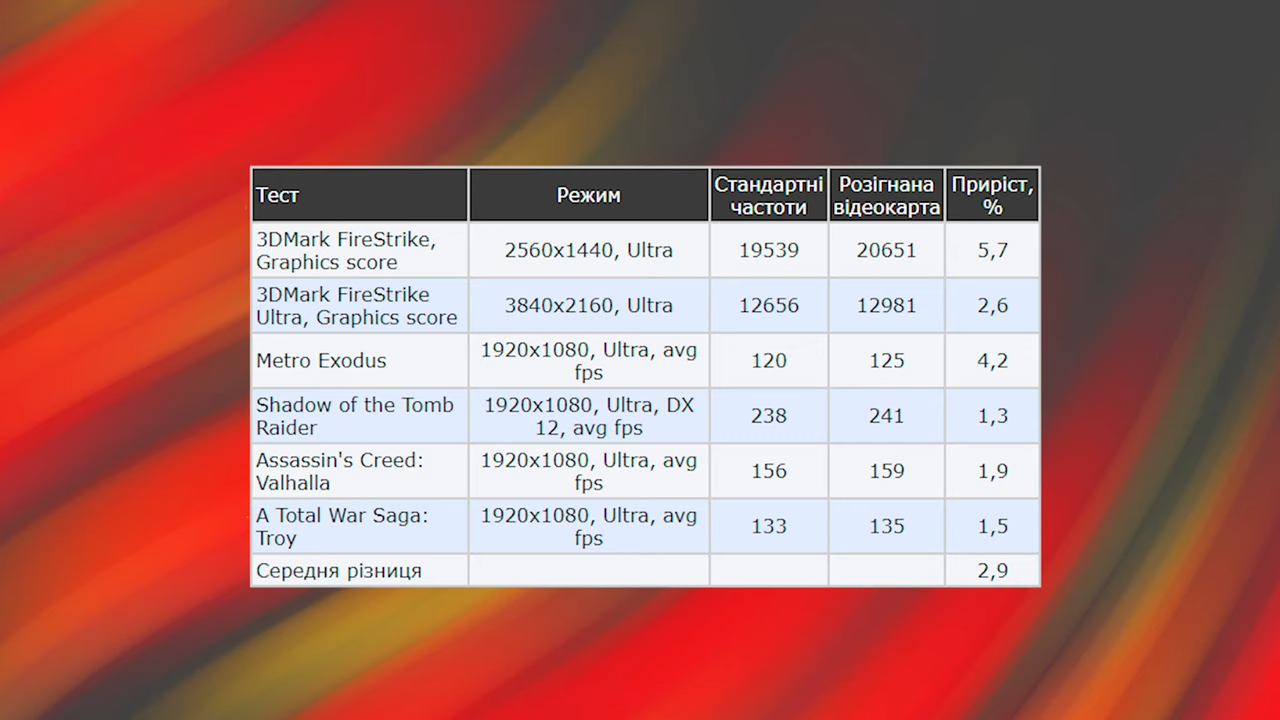 Тест
Режим
Стандартні
частоти
Розігнана
відеокарта
Приріст,
%
3DMark FireStrike,
Graphics score
2560x1440, Ultra
19539
20651
5,7
3DMark FireStrike
Ultra, Graphics score
3840x2160, Ultra
12656
12981
2,6
Metro Exodus
1920x1080, Ultra, avg
fps
120
125
4,2
Shadow of the Tomb
Raider
1920x1080, Ultra, DX
12, avg fps
238
241
1,3
Assassin's Creed:
Valhalla
1920x1080, Ultra, avg
fps
156
159
1,9
A Total War Saga:
Troy
1920x1080, Ultra, avg
fps
133
135
1,5
Середня різниця
2,9